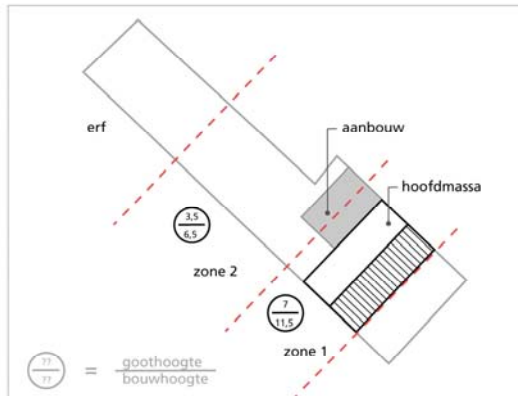 erf
aanbouw
hoofdmassa
3,5
6,5
zone 2
7
11,5
zone 1
??
??
=
goothoogte
bouwhoogte